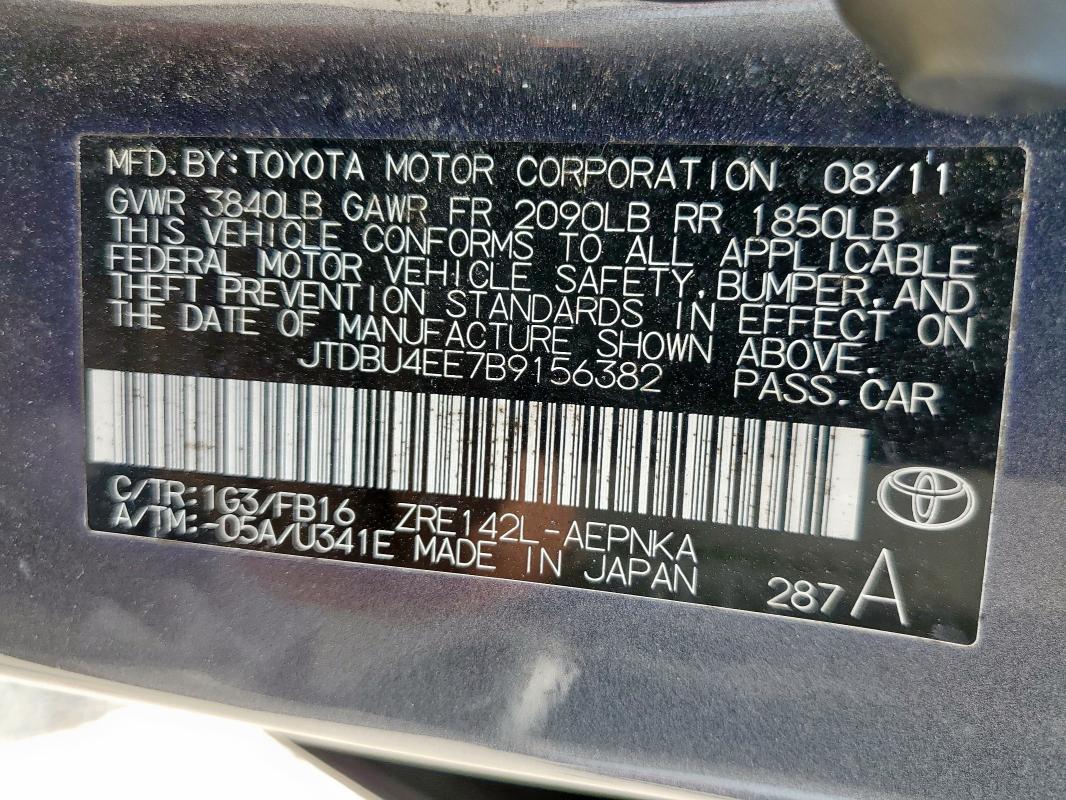 MFD.BY:TOYOTA MOTOR CORPORATION 08/11
GVWR 3840LB GAWR FR 2090LB RR 1850LB
THIS VEHICLE CONFORMS TO ALL APPLICABLE
FEDERAL MOTOR VEHICLE SAFETY,BUMPER,AND
THEFT PREVENTION STANDARDS IN EFFECT ON
THE DATE OF MANUFACTURE SHOWN ABOVE.
JTDBU4EE7B9156382 PASS.CAR
C/TR:1G3/FB16 ZRE142L-AEPNKA
A/TM:-05A/U341E MADE IN JAPAN 287 A